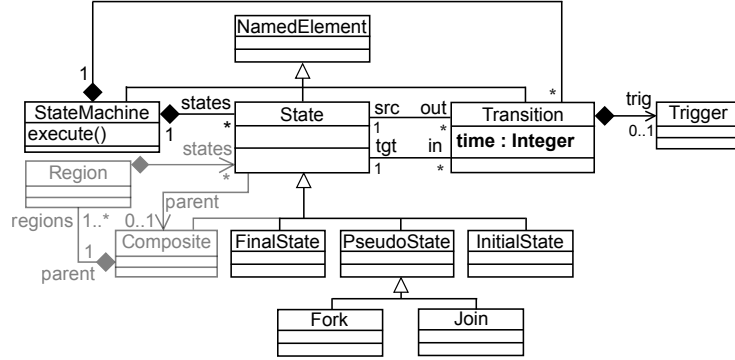 NamedElement
1
*
StateMachine
execute()
states
1
*
State
src
out
1
*
tgt
in
1
*
Transition
time : Integer
trig
0..1
Trigger
Region
states
*
parent
0..1
regions
1..*
1
parent
Composite
FinalState
PseudoState
InitialState
Fork
Join